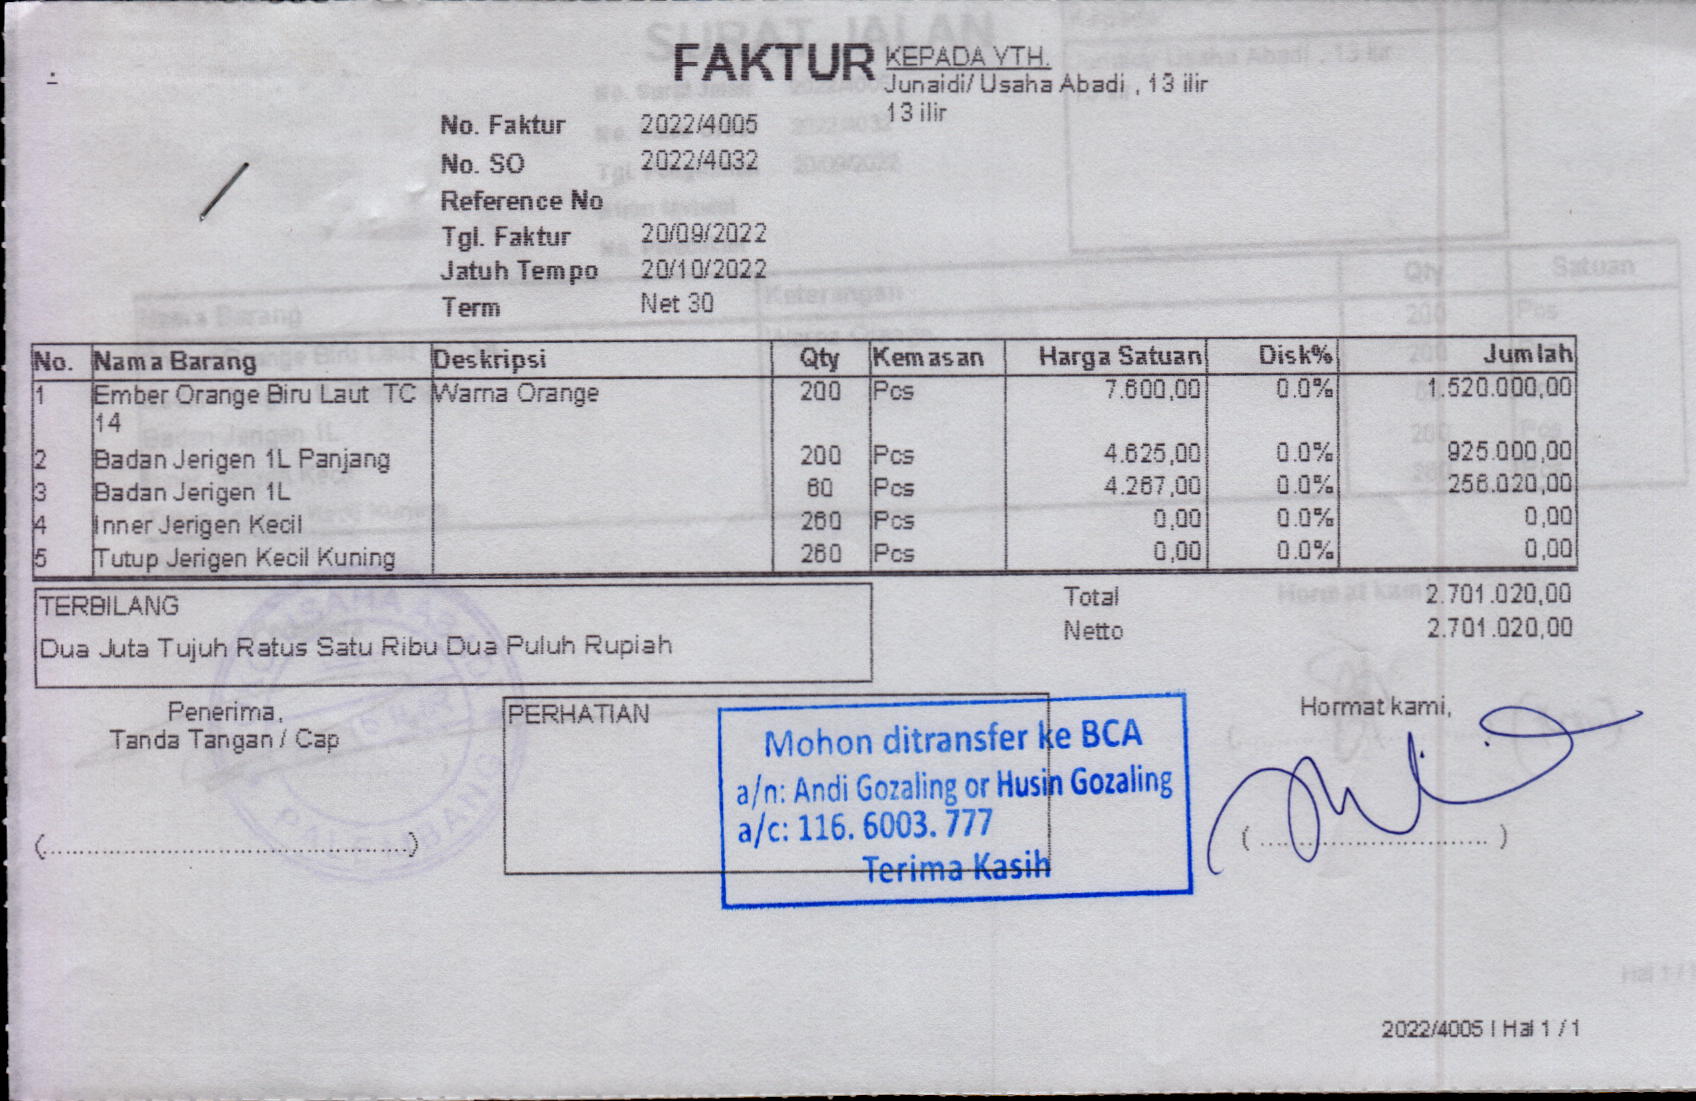 FAKTUR
KEPADA YTH.
Junaidi/ Usaha Abadi , 13 ilir
13 ilir
No. Faktur 2022/4005
No. SO 2022/4032
Reference No
Tgl. Faktur 20/09/2022
Jatuh Tempo 20/10/2022
Term Net 30
No. Nama Barang Deskripsi Qty Kemasan Harga Satuan Disk% Jumlah
1 Ember Orange Biru Laut TC Warna Orange 200 Pcs 7.600,00 0.0% 1.520.000,00
14
2 Badan Jerigen 1L Panjang 200 Pcs 4.625,00 0.0% 925.000,00
3 Badan Jerigen 1L 60 Pcs 4.267,00 0.0% 256.020,00
4 Inner Jerigen Kecil 260 Pcs 0,00 0.0% 0,00
5 Tutup Jerigen Kecil Kuning 260 Pcs 0,00 0.0% 0,00
TERBILANG
Dua Juta Tujuh Ratus Satu Ribu Dua Puluh Rupiah
Total 2.701.020,00
Netto 2.701.020,00
Penerima,
Tanda Tangan / Cap
(................................................)
PERHATIAN
Mohon ditransfer ke BCA
a/n: Andi Gozaling or Husin Gozaling
a/c: 116. 6003. 777
Terima Kasih
Hormat kami,
( .............................. )
PALEMBANG
2022/4005 | Hal 1 / 1